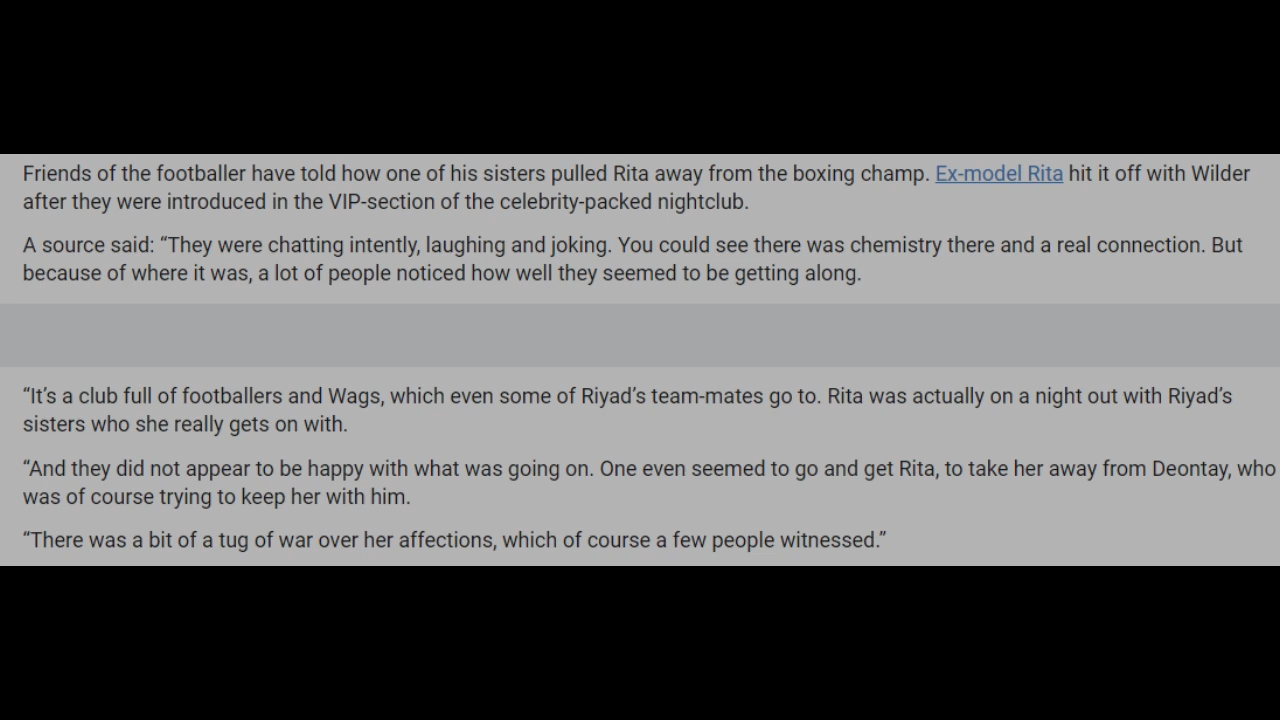 Friends of the footballer have told how one of his sisters pulled Rita away from the boxing champ. Ex-model Rita hit it off with Wilder
after they were introduced in the VIP-section of the celebrity-packed nightclub.
A source said: “They were chatting intently, laughing and joking. You could see there was chemistry there and a real connection. But
because of where it was, a lot of people noticed how well they seemed to be getting along.
“It’s a club full of footballers and Wags, which even some of Riyad’s team-mates go to. Rita was actually on a night out with Riyad’s
sisters who she really gets on with.
“And they did not appear to be happy with what was going on. One even seemed to go and get Rita, to take her away from Deontay, who
was of course trying to keep her with him.
“There was a bit of a tug of war over her affections, which of course a few people witnessed.”